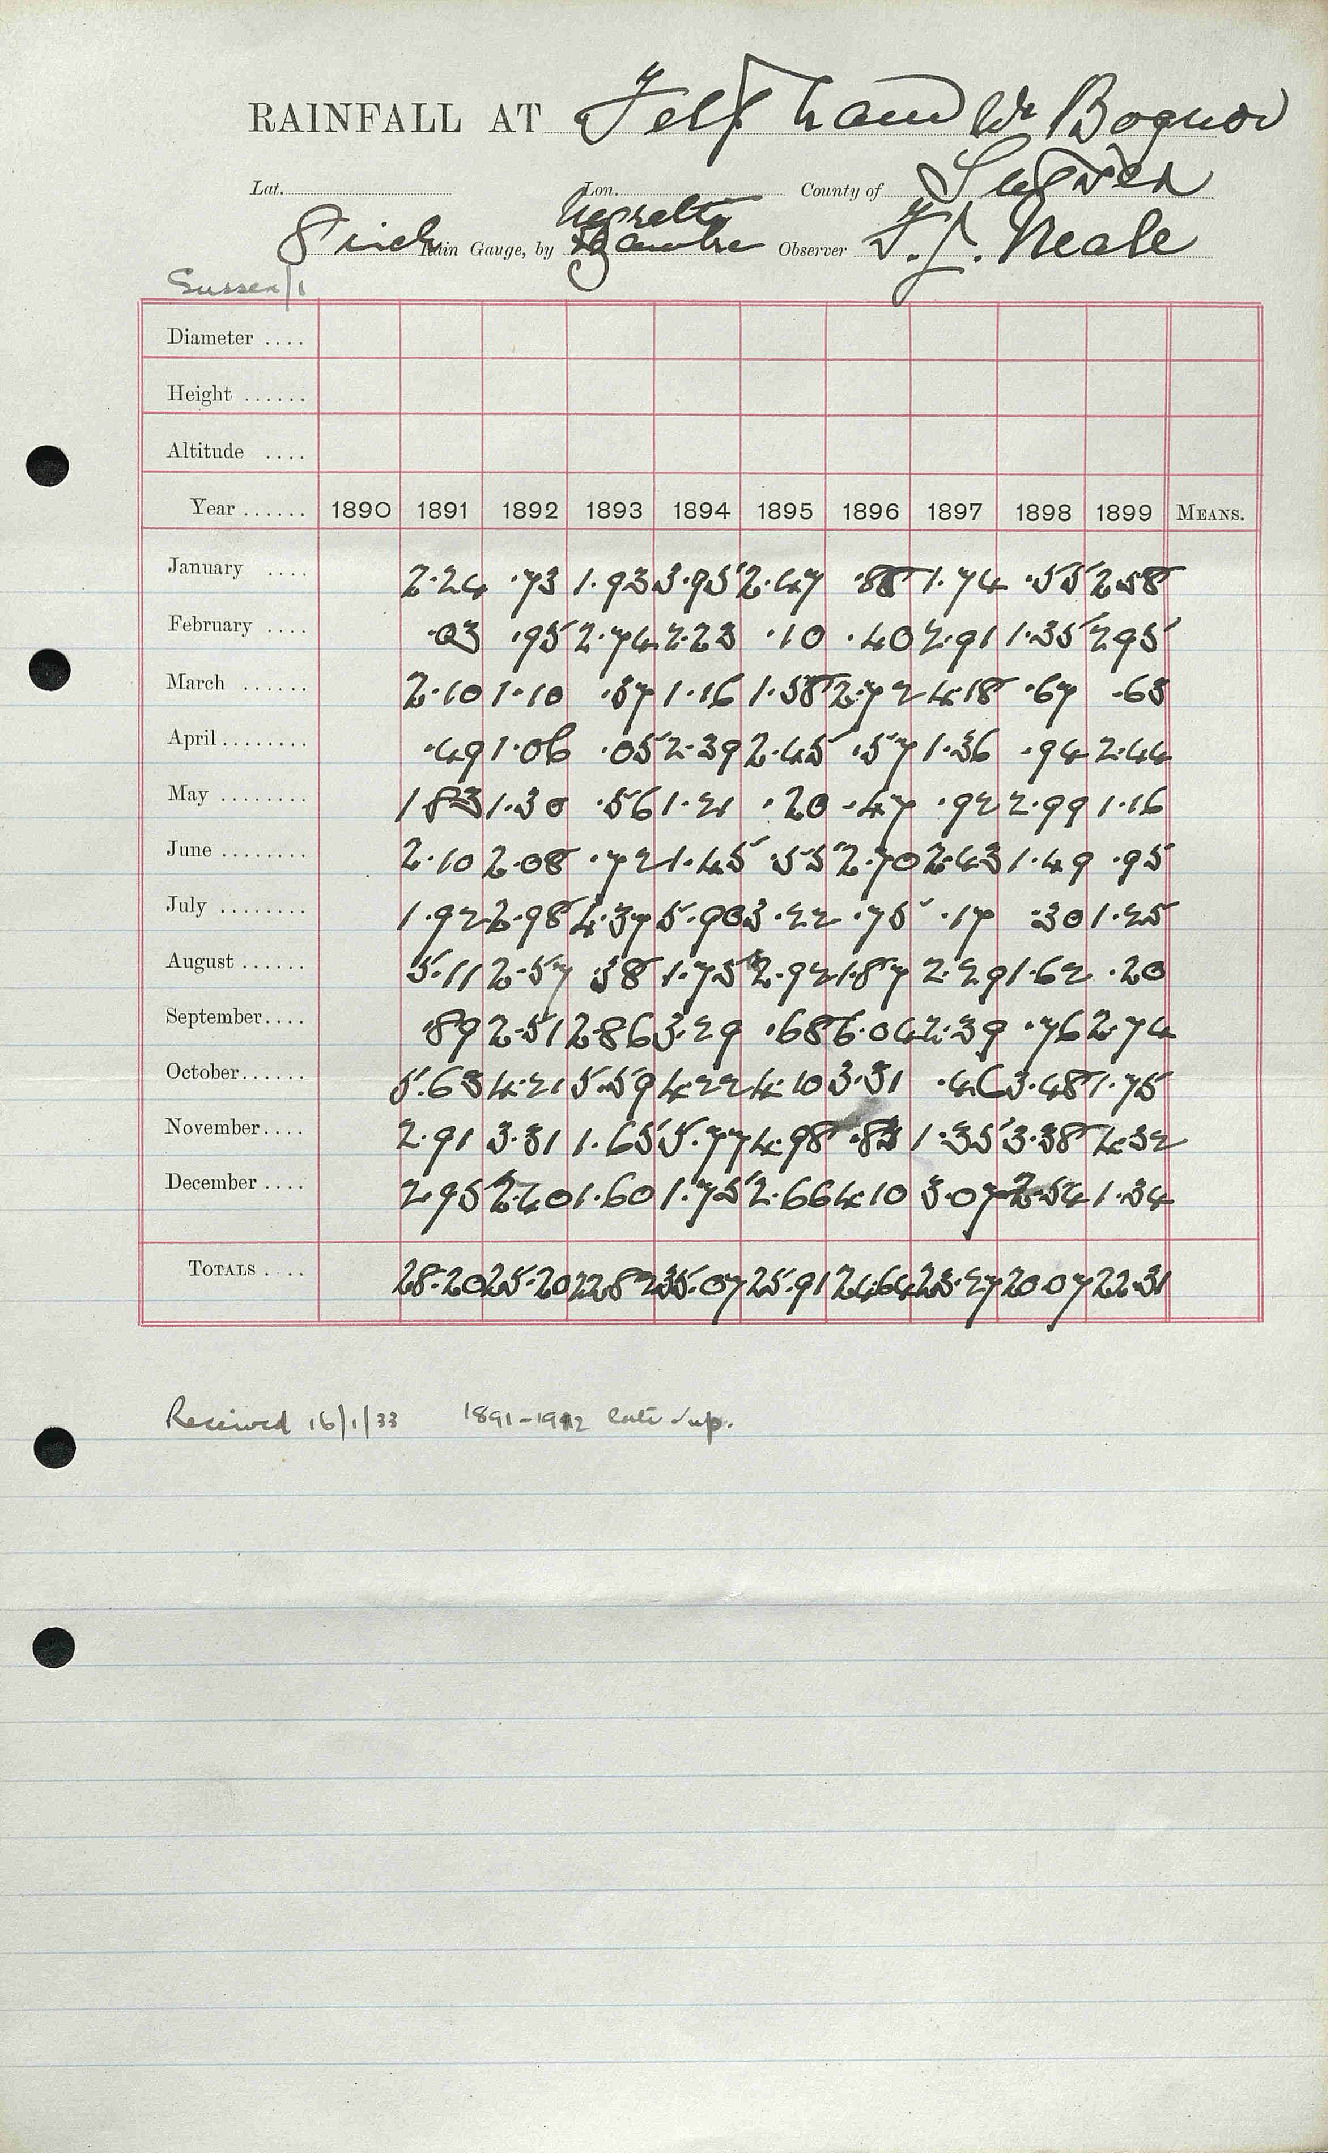 RAINFALL AT Felpham Nr Bognor
Lat. Lon. County of Sussex
8 inch Rain Gauge, by Negretti & Zambra Observer F.J. Neale
Sussex/1
Diameter ....
Height ......
Altitude ....
Year ...... 1890 1891 1892 1893 1894 1895 1896 1897 1898 1899 MEANS.
January .... 2.24 .73 1.93 3.95 2.47 .88 1.74 .55 2.58
February .... .03 .95 2.74 2.23 .10 .40 2.91 1.35 2.95
March ...... 2.10 1.10 .37 1.16 1.58 2.72 4.18 .67 .63
April ........ .49 1.06 .05 2.39 2.45 .57 1.36 .94 2.44
May ........ 1.83 1.30 .56 1.21 .20 .47 .92 2.99 1.16
June ........ 2.10 2.08 .72 1.45 .55 2.70 2.43 1.49 .95
July ........ 1.92 2.98 4.37 5.90 3.22 .75 .17 .30 1.25
August ...... 5.11 2.57 .38 1.75 2.92 1.87 2.29 1.62 .20
September.... .89 2.51 2.86 3.29 .68 6.04 2.39 .76 2.74
October...... 5.63 4.21 5.59 4.22 4.10 3.31 .46 3.48 1.75
November.... 2.91 3.31 1.65 5.77 4.98 .83 1.35 3.38 4.32
December .... 2.95 2.40 1.60 1.75 2.66 4.10 3.07 2.54 1.34
TOTALS .... 28.20 25.20 22.82 35.07 25.91 24.64 23.27 20.07 22.31
Received 16/1/33 1891-1912 late sup.